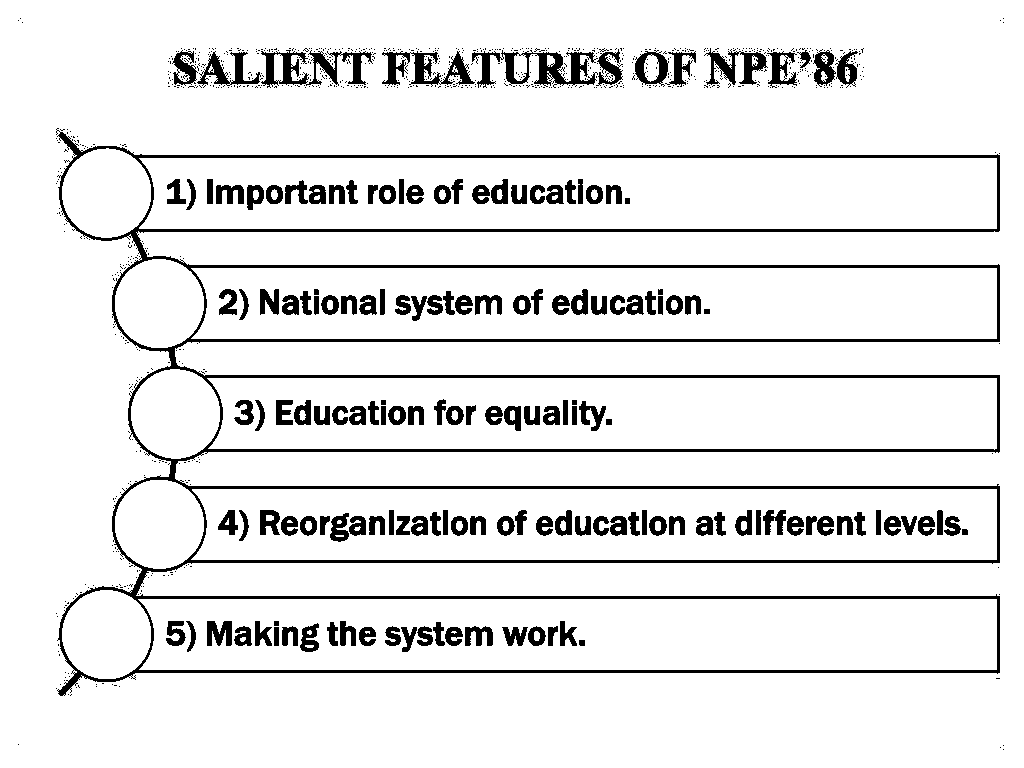 SALIENT FEATURES OF NPE’86
1) Important role of education.
2) National system of education.
3) Education for equality.
4) Reorganization of education at different levels.
5) Making the system work.